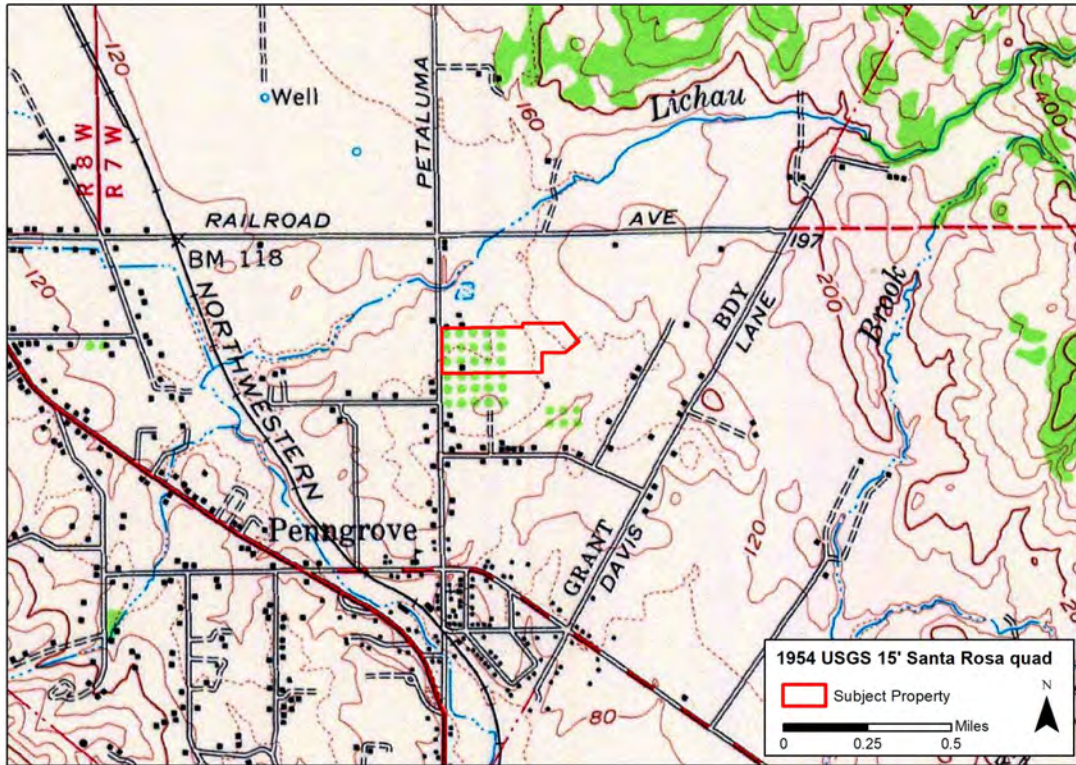 120
Well
R 8 W
R 7 W
PETALUMA
160
Lichau
400
RAILROAD AVE
197
BM 118
120
NORTHWESTERN
BDY
LANE
200
Brook
Penngrove
GRANT
DAVIS
120
80
1954 USGS 15' Santa Rosa quad
Subject Property
N
Miles
0 0.25 0.5